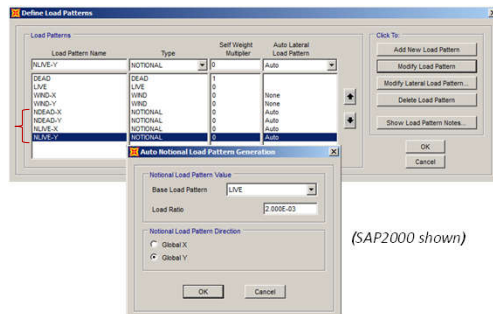 Define Load Patterns
Load Patterns
Click To:
Load Pattern Name Type Self Weight Multiplier Auto Lateral Load Pattern
NLIVE-Y NOTIONAL 0 Auto
DEAD DEAD 1
LIVE LIVE 0
WIND-X WIND 0 None
WIND-Y WIND 0 None
NDEAD-X NOTIONAL 0 Auto
NDEAD-Y NOTIONAL 0 Auto
NLIVE-X NOTIONAL 0 Auto
NLIVE-Y NOTIONAL 0 Auto
Add New Load Pattern
Modify Load Pattern
Modify Lateral Load Pattern...
Delete Load Pattern
Show Load Pattern Notes...
OK
Cancel
Auto Notional Load Pattern Generation
Notional Load Pattern Value
Base Load Pattern LIVE
Load Ratio 2.000E-03
Notional Load Pattern Direction
Global X
Global Y
OK Cancel
(SAP2000 shown)